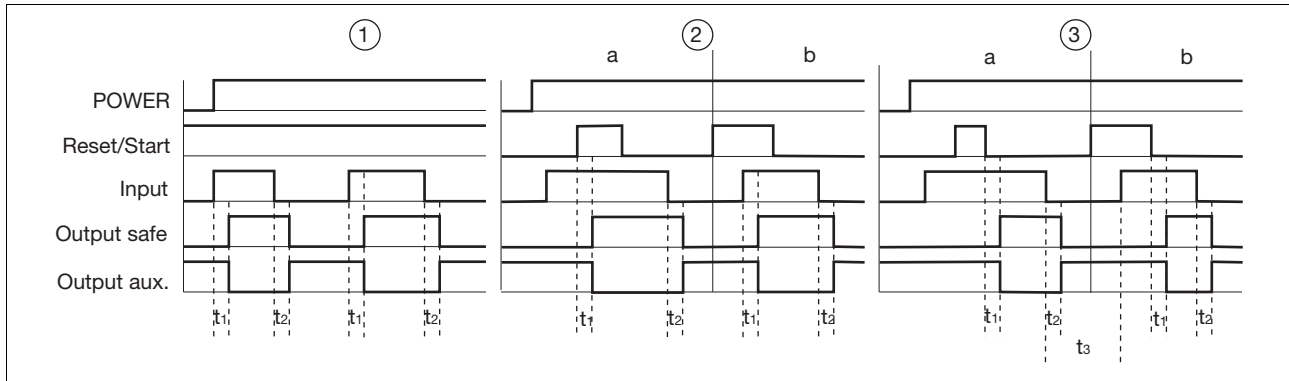 1 2 3
a b a b
POWER
Reset/Start
Input
Output safe
Output aux.
t1 t2 t1 t2 t1 t2 t1 t2 t1 t2 t1 t2
t3